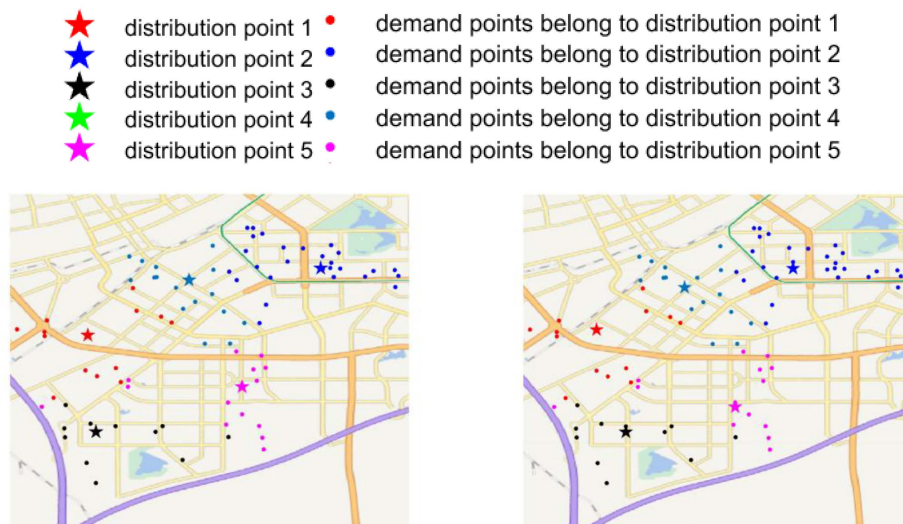 distribution point 1 demand points belong to distribution point 1
distribution point 2 demand points belong to distribution point 2
distribution point 3 demand points belong to distribution point 3
distribution point 4 demand points belong to distribution point 4
distribution point 5 demand points belong to distribution point 5